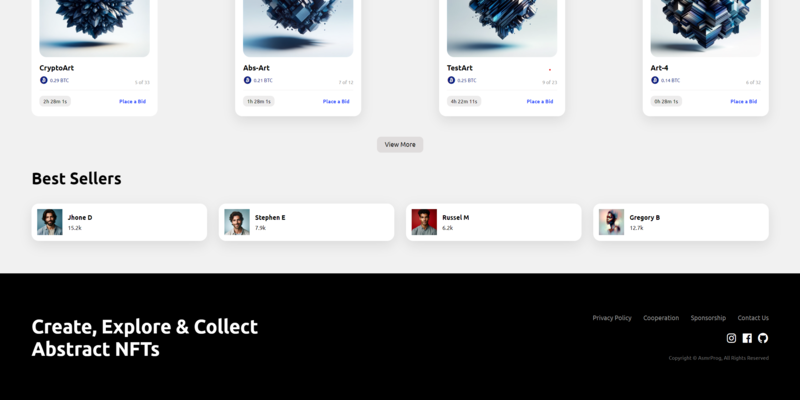 CryptoArt
0.29 BTC
5 of 33
2h 28m 1s
Place a Bid
Abs-Art
0.21 BTC
7 of 12
1h 28m 1s
Place a Bid
TestArt
0.25 BTC
9 of 23
4h 22m 11s
Place a Bid
Art-4
0.14 BTC
6 of 32
0h 28m 1s
Place a Bid
View More
Best Sellers
Jhone D
15.2k
Stephen E
7.9k
Russel M
6.2k
Gregory B
12.7k
Create, Explore & Collect
Abstract NFTs
Privacy Policy Cooperation Sponsorship Contact Us
Copyright © AsmrProg, All Rights Reserved